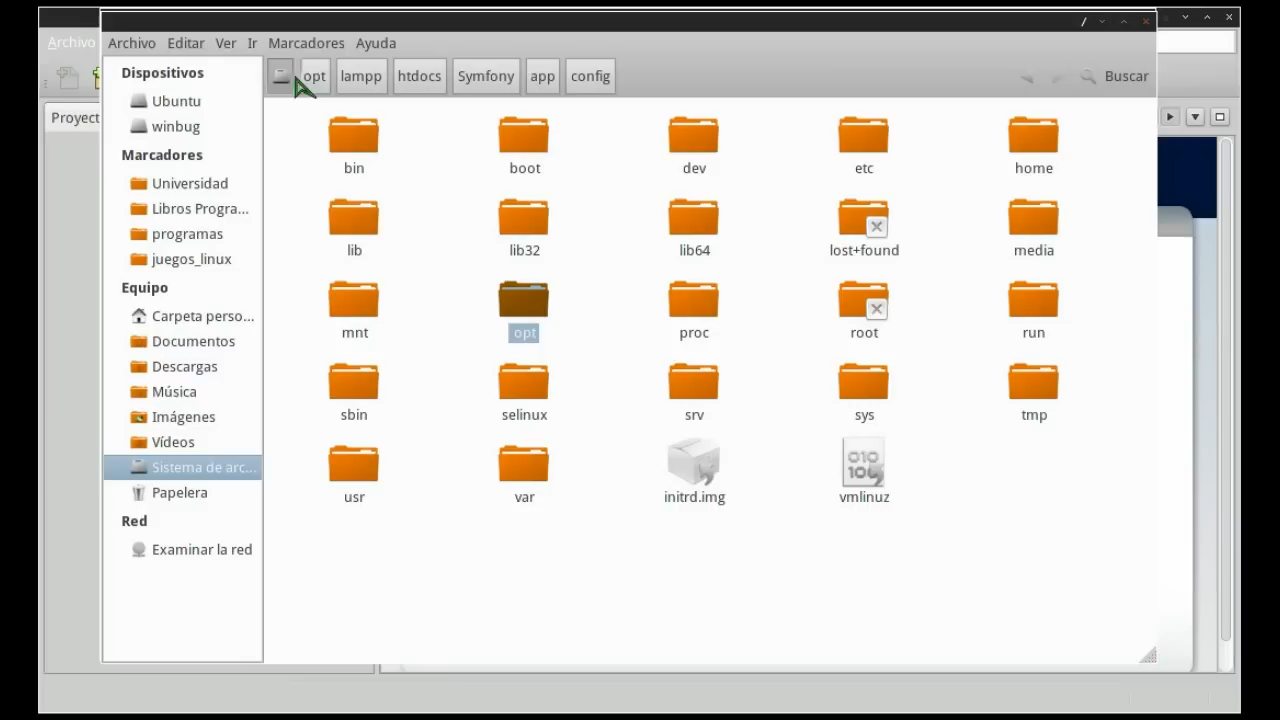 /
Archivo
Archivo Editar Ver Ir Marcadores Ayuda
opt lampp htdocs Symfony app config Buscar
Proyect
Dispositivos
Ubuntu
winbug
Marcadores
Universidad
Libros Progra...
programas
juegos_linux
Equipo
Carpeta perso...
Documentos
Descargas
Música
Imágenes
Vídeos
Sistema de arc...
Papelera
Red
Examinar la red
bin boot dev etc home
lib lib32 lib64 lost+found media
mnt opt proc root run
sbin selinux srv sys tmp
usr var initrd.img vmlinuz